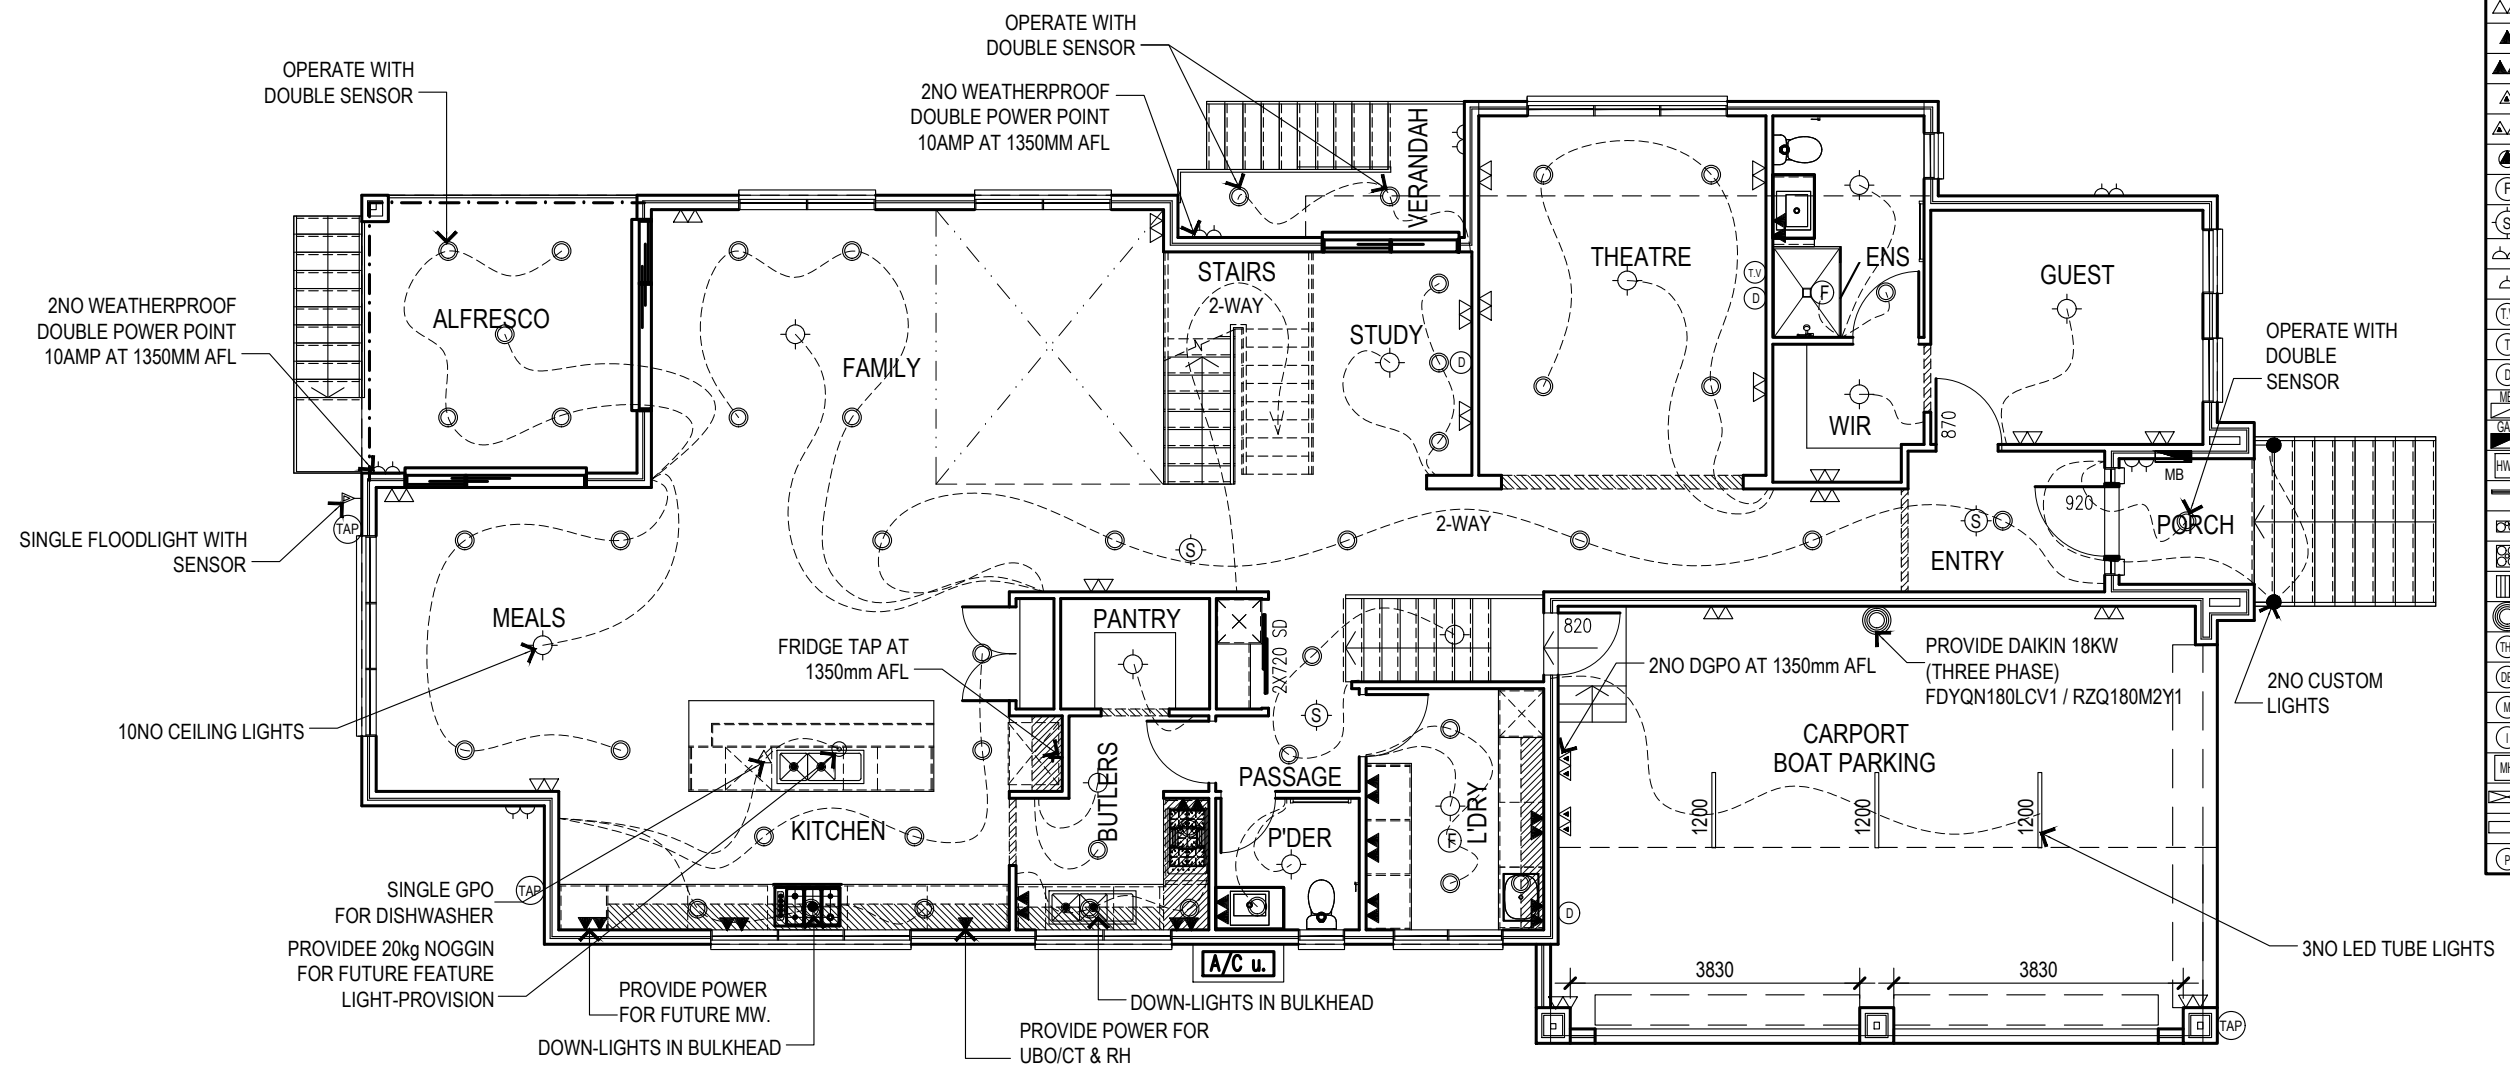 OPERATE WITH
DOUBLE SENSOR
OPERATE WITH
DOUBLE SENSOR
2NO WEATHERPROOF
DOUBLE POWER POINT
10AMP AT 1350MM AFL
VERANDAH
2NO WEATHERPROOF
DOUBLE POWER POINT
10AMP AT 1350MM AFL
ALFRESCO
FAMILY
STAIRS
2-WAY
STUDY
D
THEATRE
T.V
D
ENS
F
WIR
GUEST
870
OPERATE WITH
DOUBLE
SENSOR
MB
920
PORCH
ENTRY
S
2-WAY
S
TAP
SINGLE FLOODLIGHT WITH
SENSOR
MEALS
10NO CEILING LIGHTS
FRIDGE TAP AT
1350mm AFL
PANTRY
2X720 SD
820
2NO DGPO AT 1350mm AFL
PROVIDE DAIKIN 18KW
(THREE PHASE)
FDYQN180LCV1 / RZQ180M2Y1
2NO CUSTOM
LIGHTS
S
PASSAGE
BUTLERS
KITCHEN
P'DER
L'DRY
F
CARPORT
BOAT PARKING
1200
1200
1200
TAP
D
SINGLE GPO
FOR DISHWASHER
PROVIDEE 20kg NOGGIN
FOR FUTURE FEATURE
LIGHT-PROVISION
PROVIDE POWER
FOR FUTURE MW.
DOWN-LIGHTS IN BULKHEAD
PROVIDE POWER FOR
UBO/CT & RH
DOWN-LIGHTS IN BULKHEAD
A/C u.
3830
3830
3NO LED TUBE LIGHTS
TAP